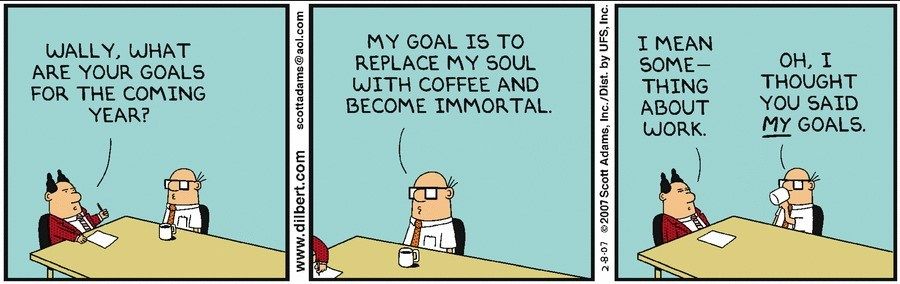 WALLY, WHAT
ARE YOUR GOALS
FOR THE COMING
YEAR?
www.dilbert.com scottadams@aol.com
MY GOAL IS TO
REPLACE MY SOUL
WITH COFFEE AND
BECOME IMMORTAL.
2-8-07 © 2007 Scott Adams, Inc./Dist. by UFS, Inc.
I MEAN
SOME—
THING
ABOUT
WORK.
OH, I
THOUGHT
YOU SAID
MY GOALS.